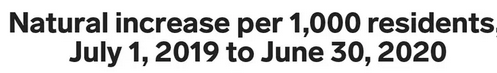 Natural increase per 1,000 residents,
July 1, 2019 to June 30, 2020